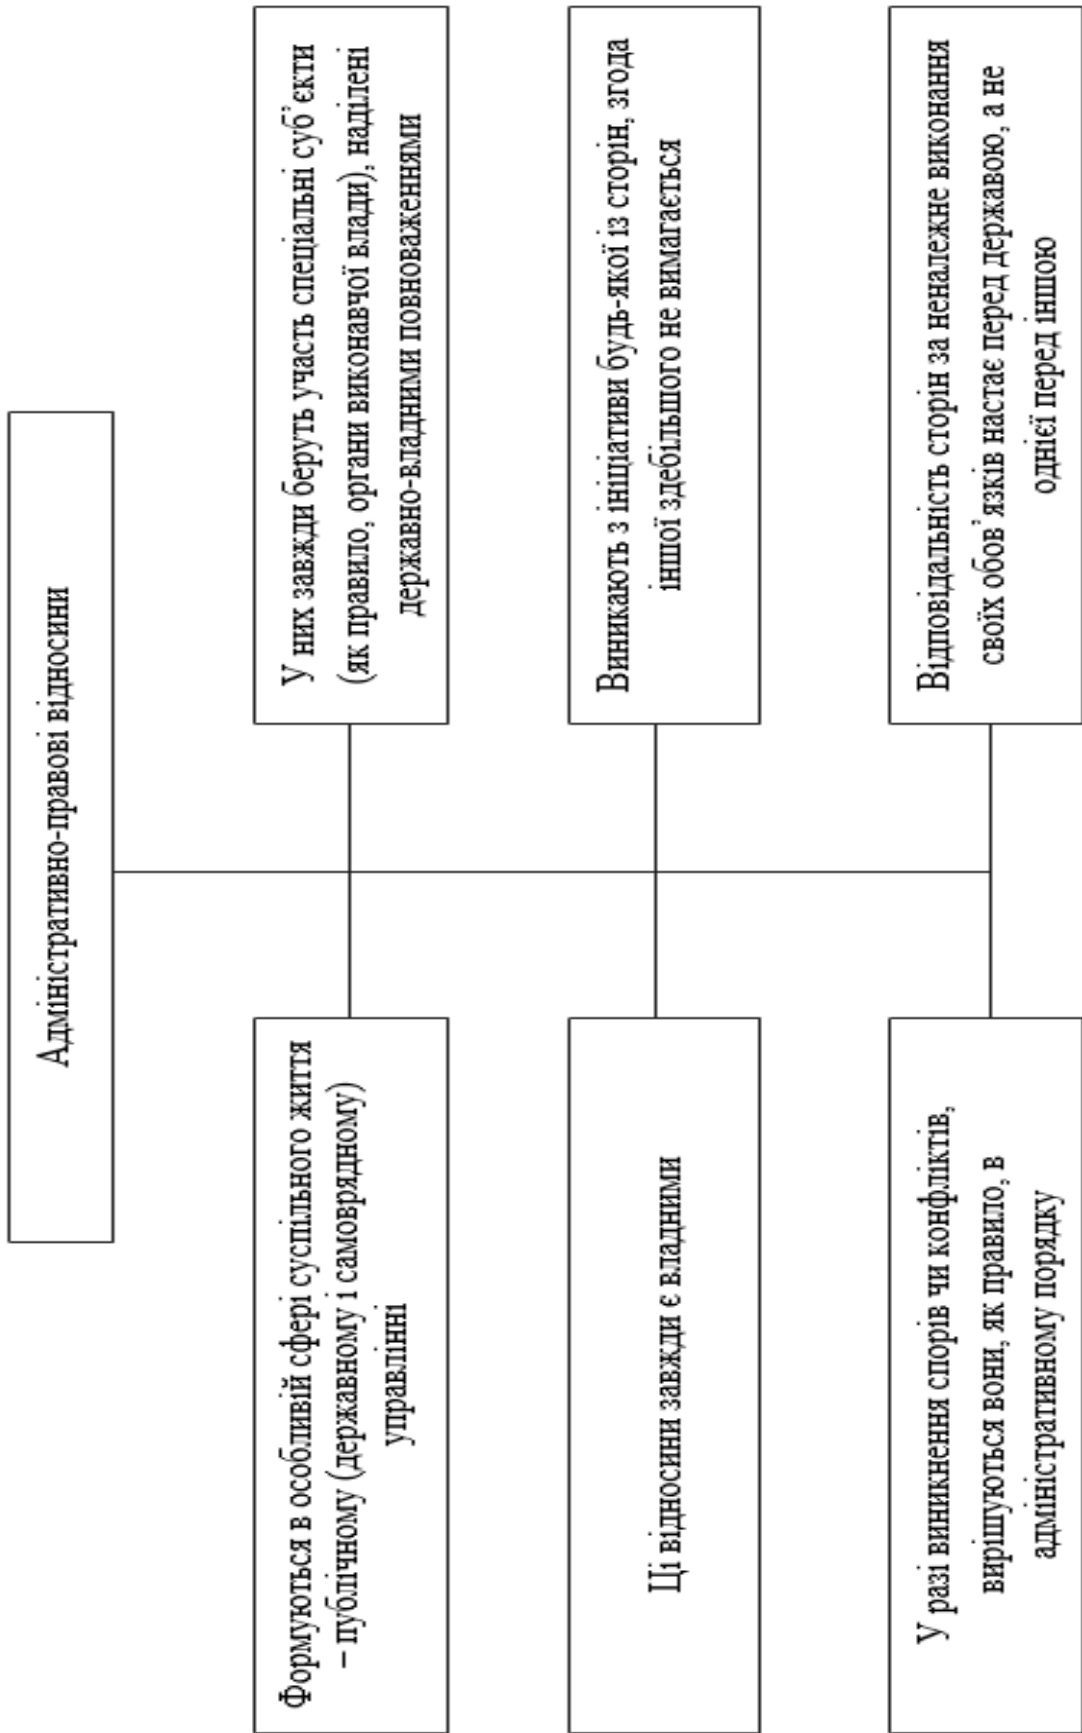 Адміністративно-правові відносини
Формуються в особливій сфері суспільного життя
– публічному (державному і самоврядному)
управлінні
У них завжди беруть участь спеціальні суб’єкти
(як правило, органи виконавчої влади), наділені
державно-владними повноваженнями
Ці відносини завжди є владними
Виникають з ініціативи будь-якої із сторін, згода
іншої здебільшого не вимагається
У разі виникнення спорів чи конфліктів,
вирішуються вони, як правило, в
адміністративному порядку
Відповідальність сторін за неналежне виконання
своїх обов’язків настає перед державою, а не
однієї перед іншою